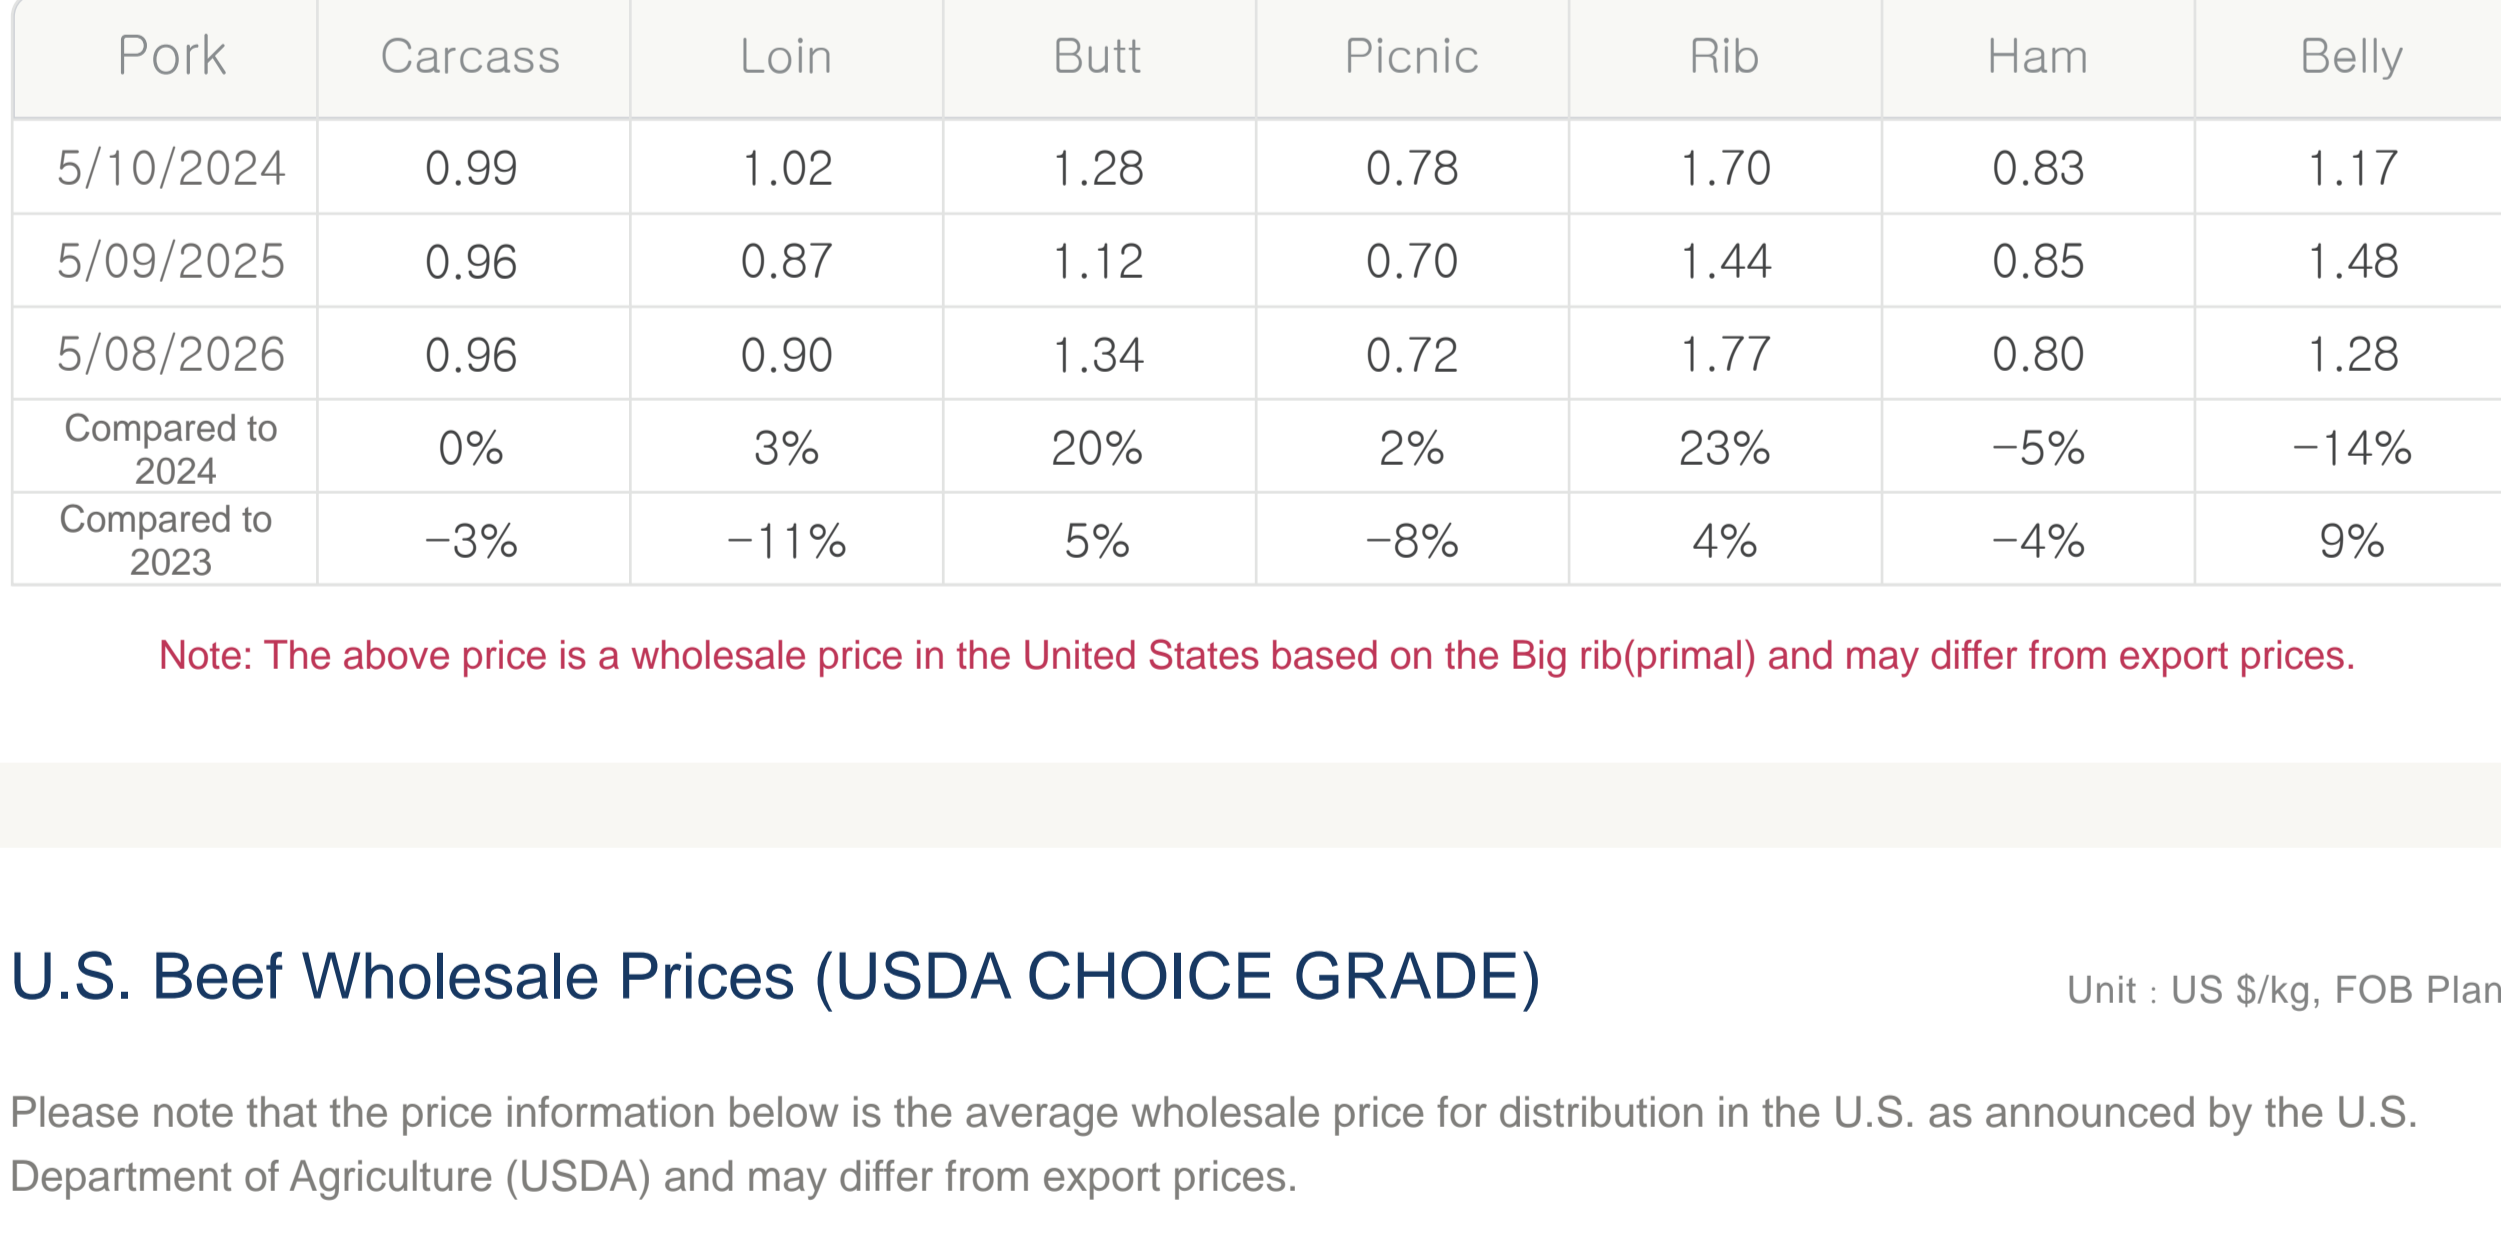 Pork Carcass Loin Butt Picnic Rib Ham Belly
5/10/2024 0.99 1.02 1.28 0.78 1.70 0.83 1.17
5/09/2025 0.96 0.87 1.12 0.70 1.44 0.85 1.48
5/08/2026 0.96 0.90 1.34 0.72 1.77 0.80 1.28
Compared to
2024 0% 3% 20% 2% 23% -5% -14%
Compared to
2023 -3% -11% 5% -8% 4% -4% 9%
Note: The above price is a wholesale price in the United States based on the Big rib(primal) and may differ from export prices.
U.S. Beef Wholesale Prices (USDA CHOICE GRADE)
Unit : US $/kg, FOB Plan
Please note that the price information below is the average wholesale price for distribution in the U.S. as announced by the U.S.
Department of Agriculture (USDA) and may differ from export prices.